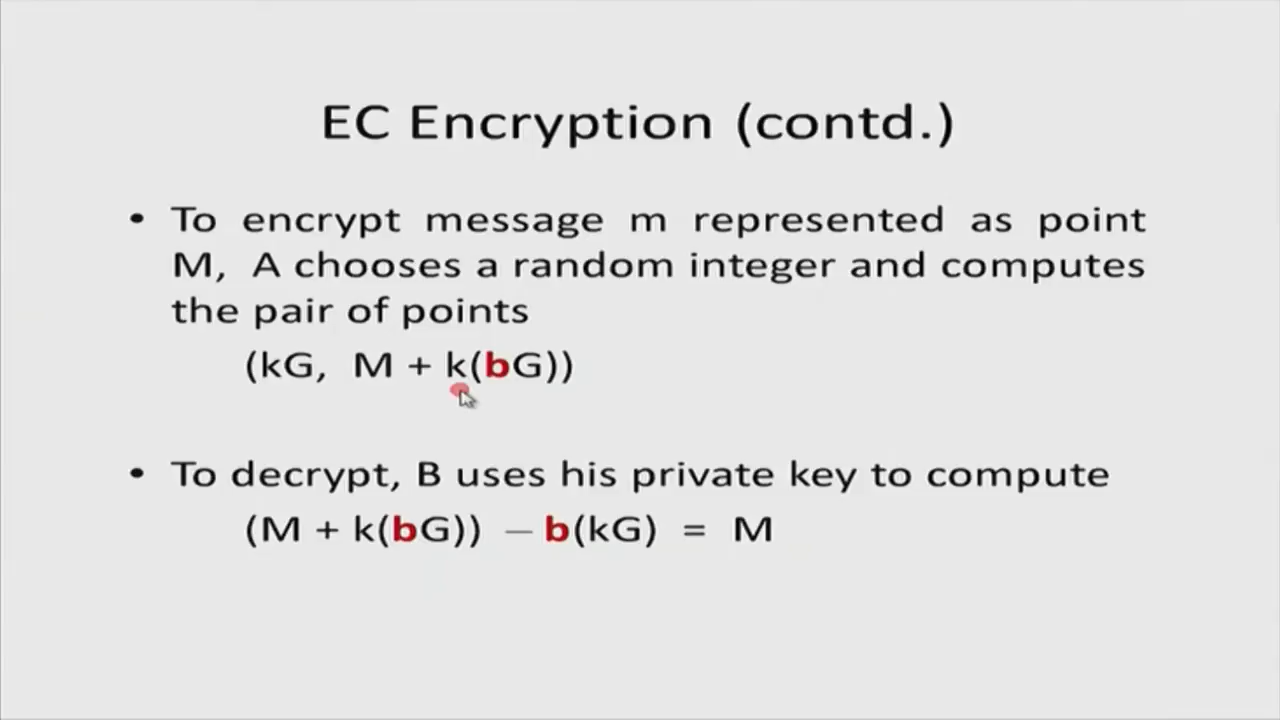 EC Encryption (contd.)
• To encrypt message m represented as point
M, A chooses a random integer and computes
the pair of points
(kG, M + k(bG))
• To decrypt, B uses his private key to compute
(M + k(bG)) – b(kG) = M